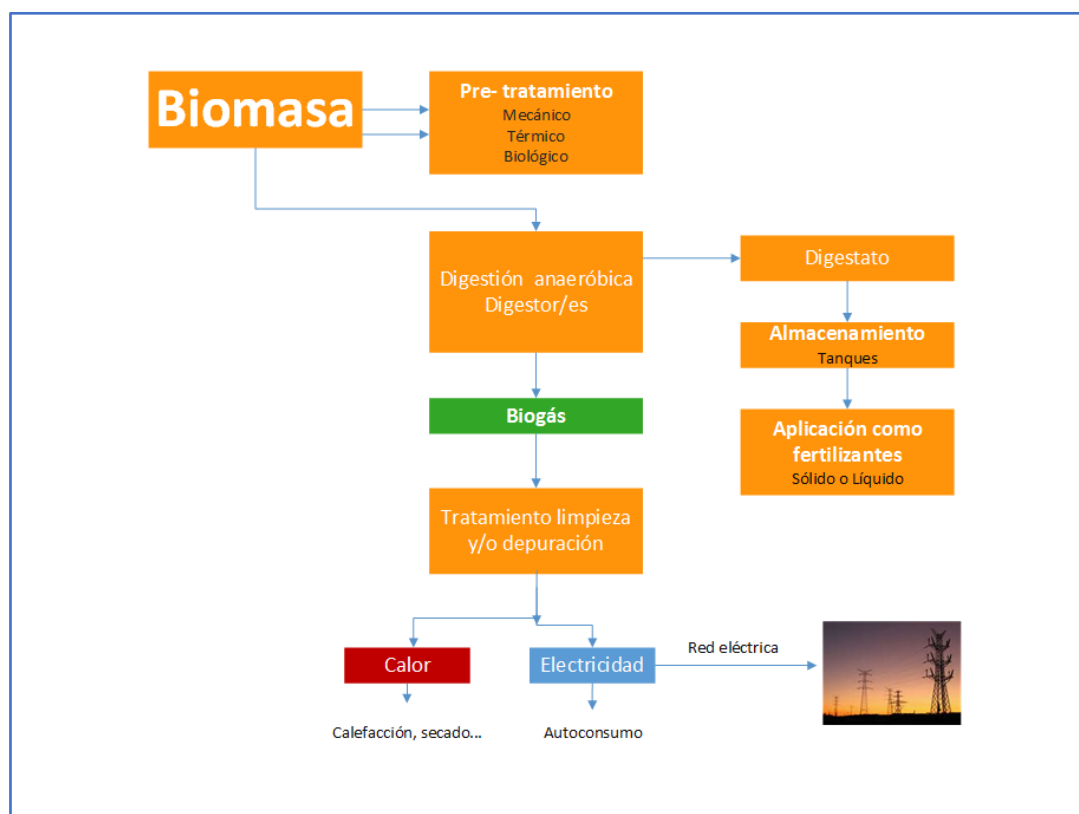 Biomasa
Pre- tratamiento
Mecánico
Térmico
Biológico
Digestión anaeróbica
Digestor/es
Digestato
Almacenamiento
Tanques
Biogás
Aplicación como
fertilizantes
Sólido o Líquido
Tratamiento limpieza
y/o depuración
Calor
Electricidad
Red eléctrica
Calefacción, secado...
Autoconsumo